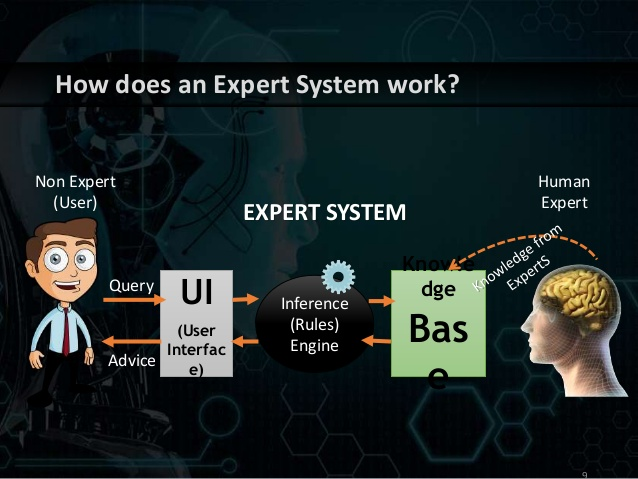 How does an Expert System work?
Non Expert
(User)
Human
Expert
EXPERT SYSTEM
Knowledge from
ExpertS
Query
Advice
UI
(User
Interfac
e)
Inference
(Rules)
Engine
Knowle
dge
Bas
e
9